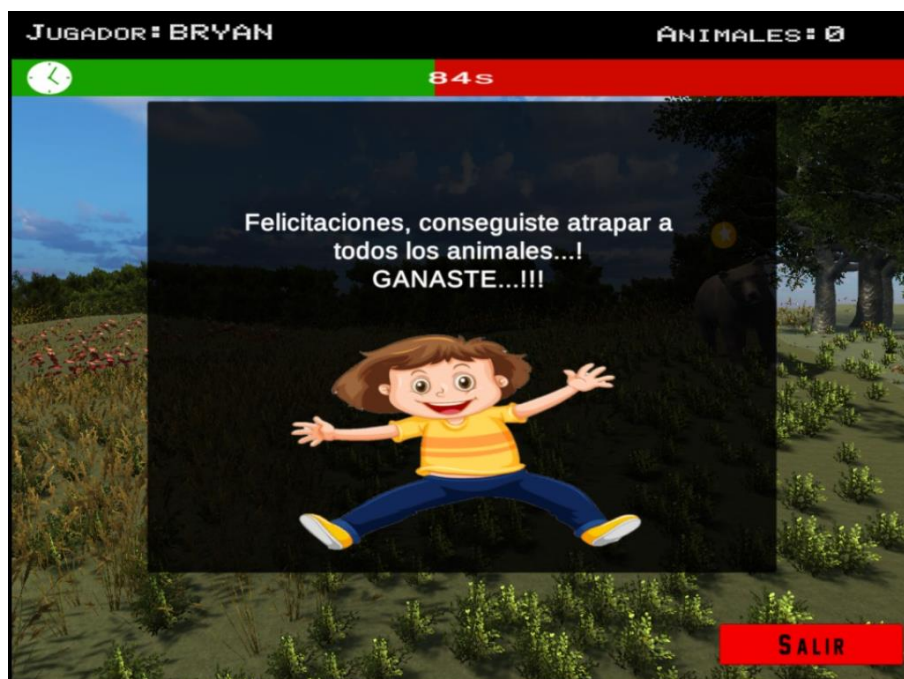 JUGADOR: BRYAN
ANIMALES: 0
84s
Felicitaciones, conseguiste atrapar a
todos los animales...!
GANASTE...!!!
SALIR